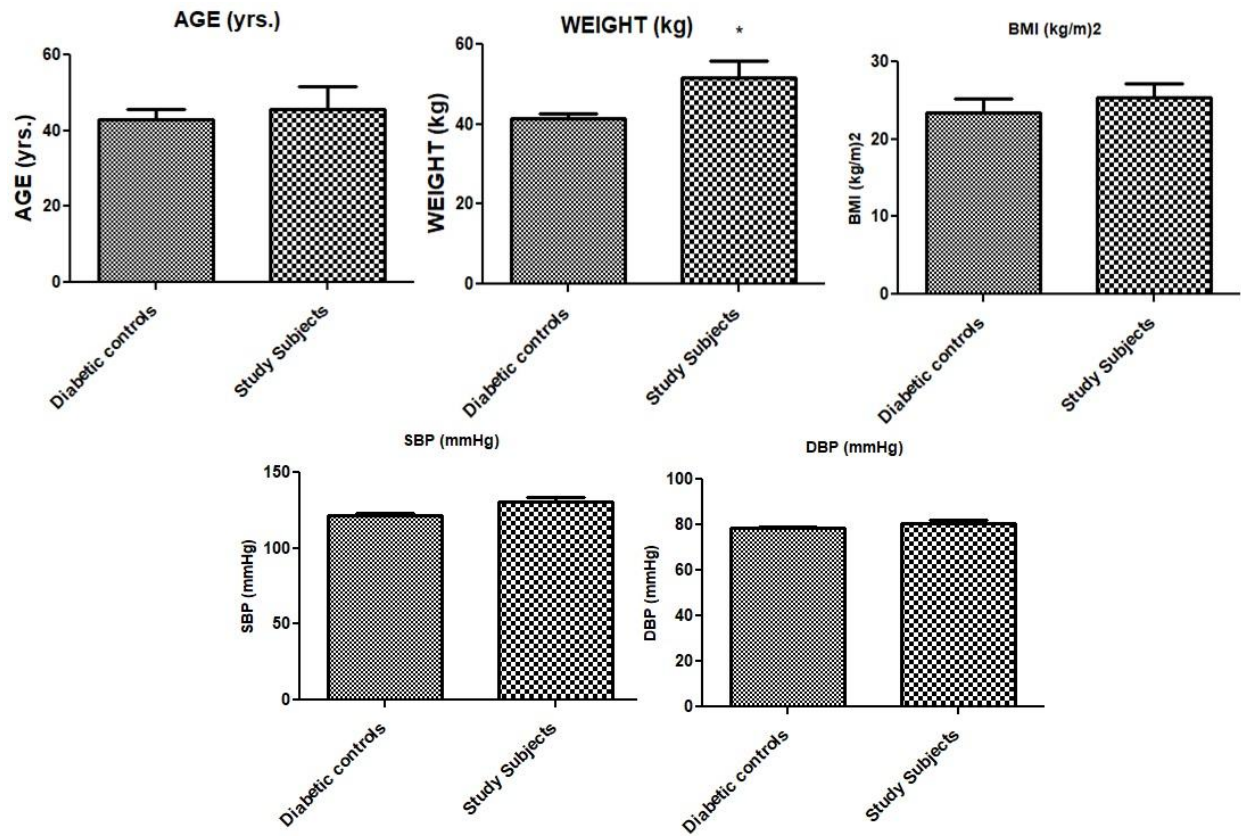 AGE (yrs.)
AGE (yrs.)
60
40
20
0
Diabetic controls
Study Subjects
WEIGHT (kg)
*
WEIGHT (kg)
60
40
20
0
Diabetic controls
Study Subjects
BMI (kg/m)2
BMI (kg/m)2
30
20
10
0
Diabetic controls
Study Subjects
SBP (mmHg)
SBP (mmHg)
150
100
50
0
Diabetic controls
Study Subjects
DBP (mmHg)
DBP (mmHg)
100
80
60
40
20
0
Diabetic controls
Study Subjects